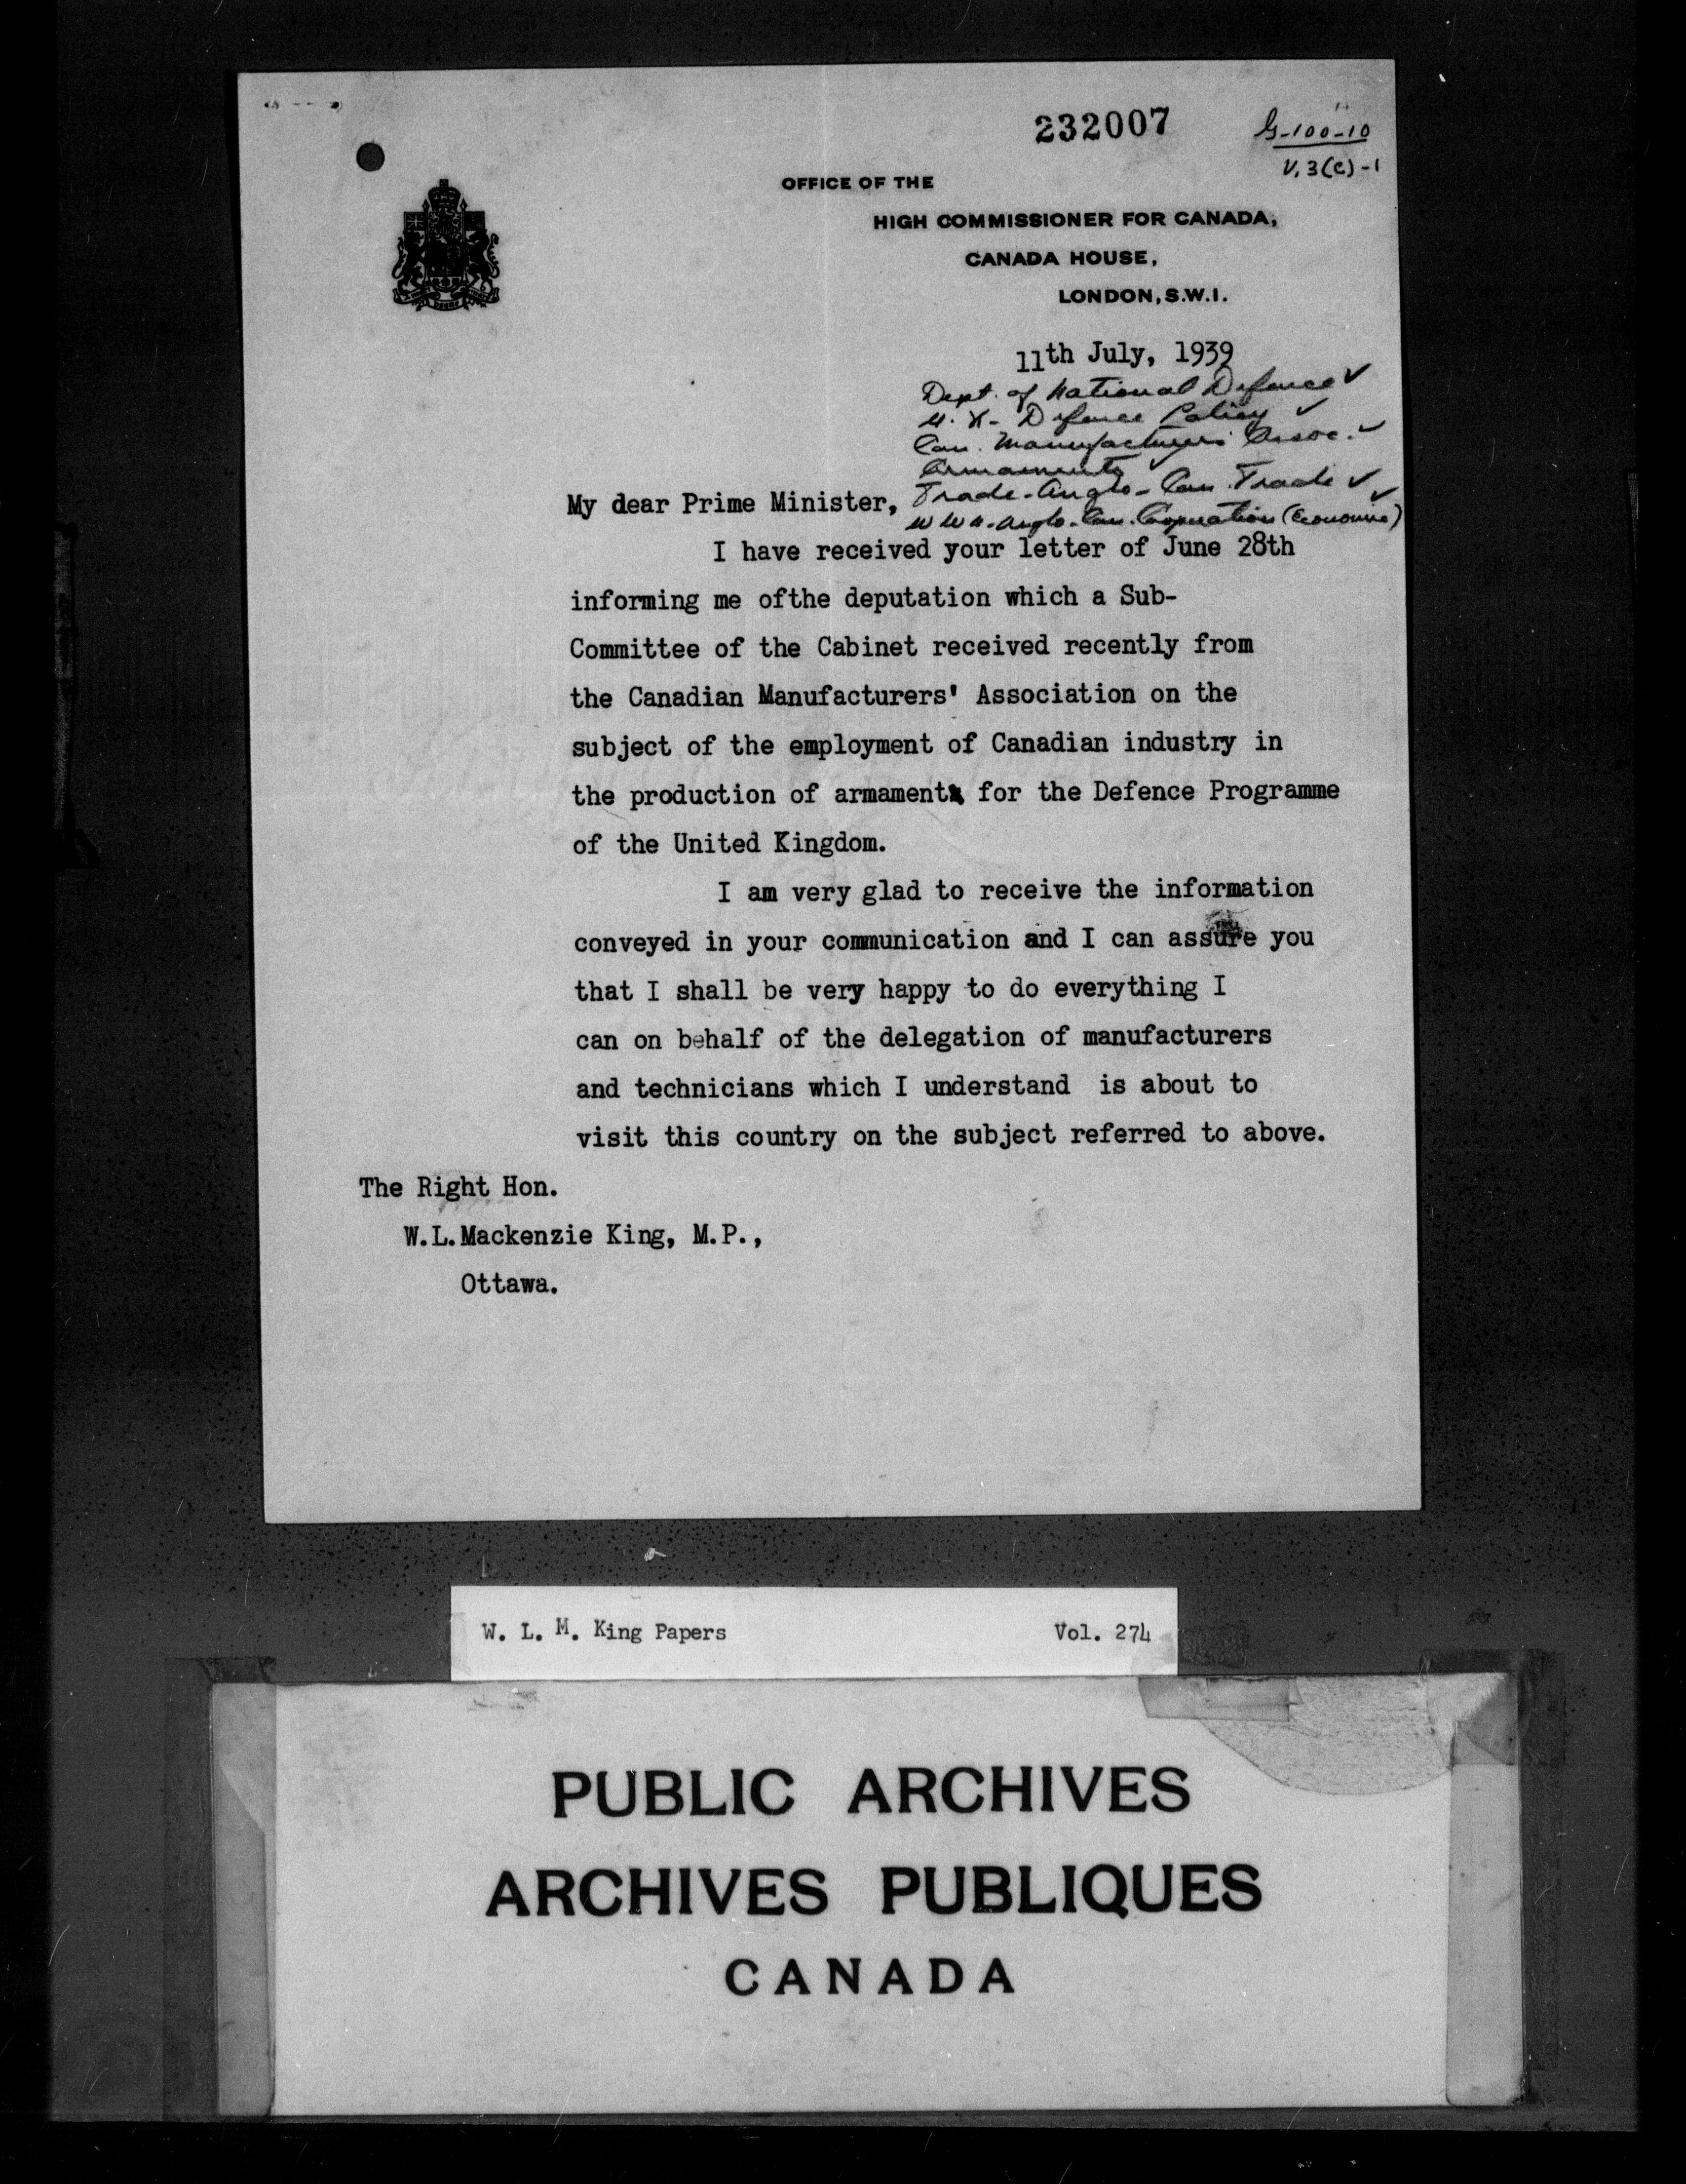 232007
G-100-10
V. 3(c)-1
OFFICE OF THE
HIGH COMMISSIONER FOR CANADA,
CANADA HOUSE,
LONDON, S.W.1.
11th July, 1939
Dept. of National Defence ✓
U.K. - Defence Policy ✓
Can. Manufacturers' Assoc. ✓
Armaments ✓
Trade - Anglo - Can. Trade ✓
My dear Prime Minister,
Anglo-Can. Cooperation (Economic) ✓
I have received your letter of June 28th
informing me ofthe deputation which a Sub-
Committee of the Cabinet received recently from
the Canadian Manufacturers' Association on the
subject of the employment of Canadian industry in
the production of armament for the Defence Programme
of the United Kingdom.
I am very glad to receive the information
conveyed in your communication and I can assure you
that I shall be very happy to do everything I
can on behalf of the delegation of manufacturers
and technicians which I understand is about to
visit this country on the subject referred to above.
The Right Hon.
W.L.Mackenzie King, M.P.,
Ottawa.
W. L. M. King Papers Vol. 274
PUBLIC ARCHIVES
ARCHIVES PUBLIQUES
CANADA